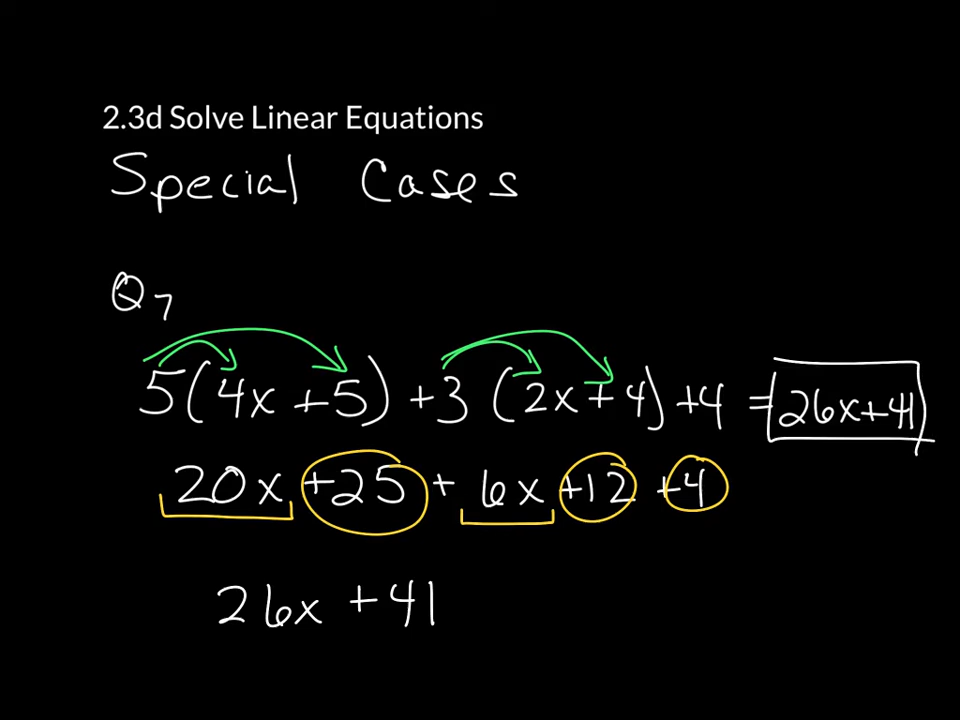 2.3d Solve Linear Equations
Special Cases
Q7
5(4x+5)+3(2x+4)+4=26x+41
20x+25+6x+12+4
26x+41